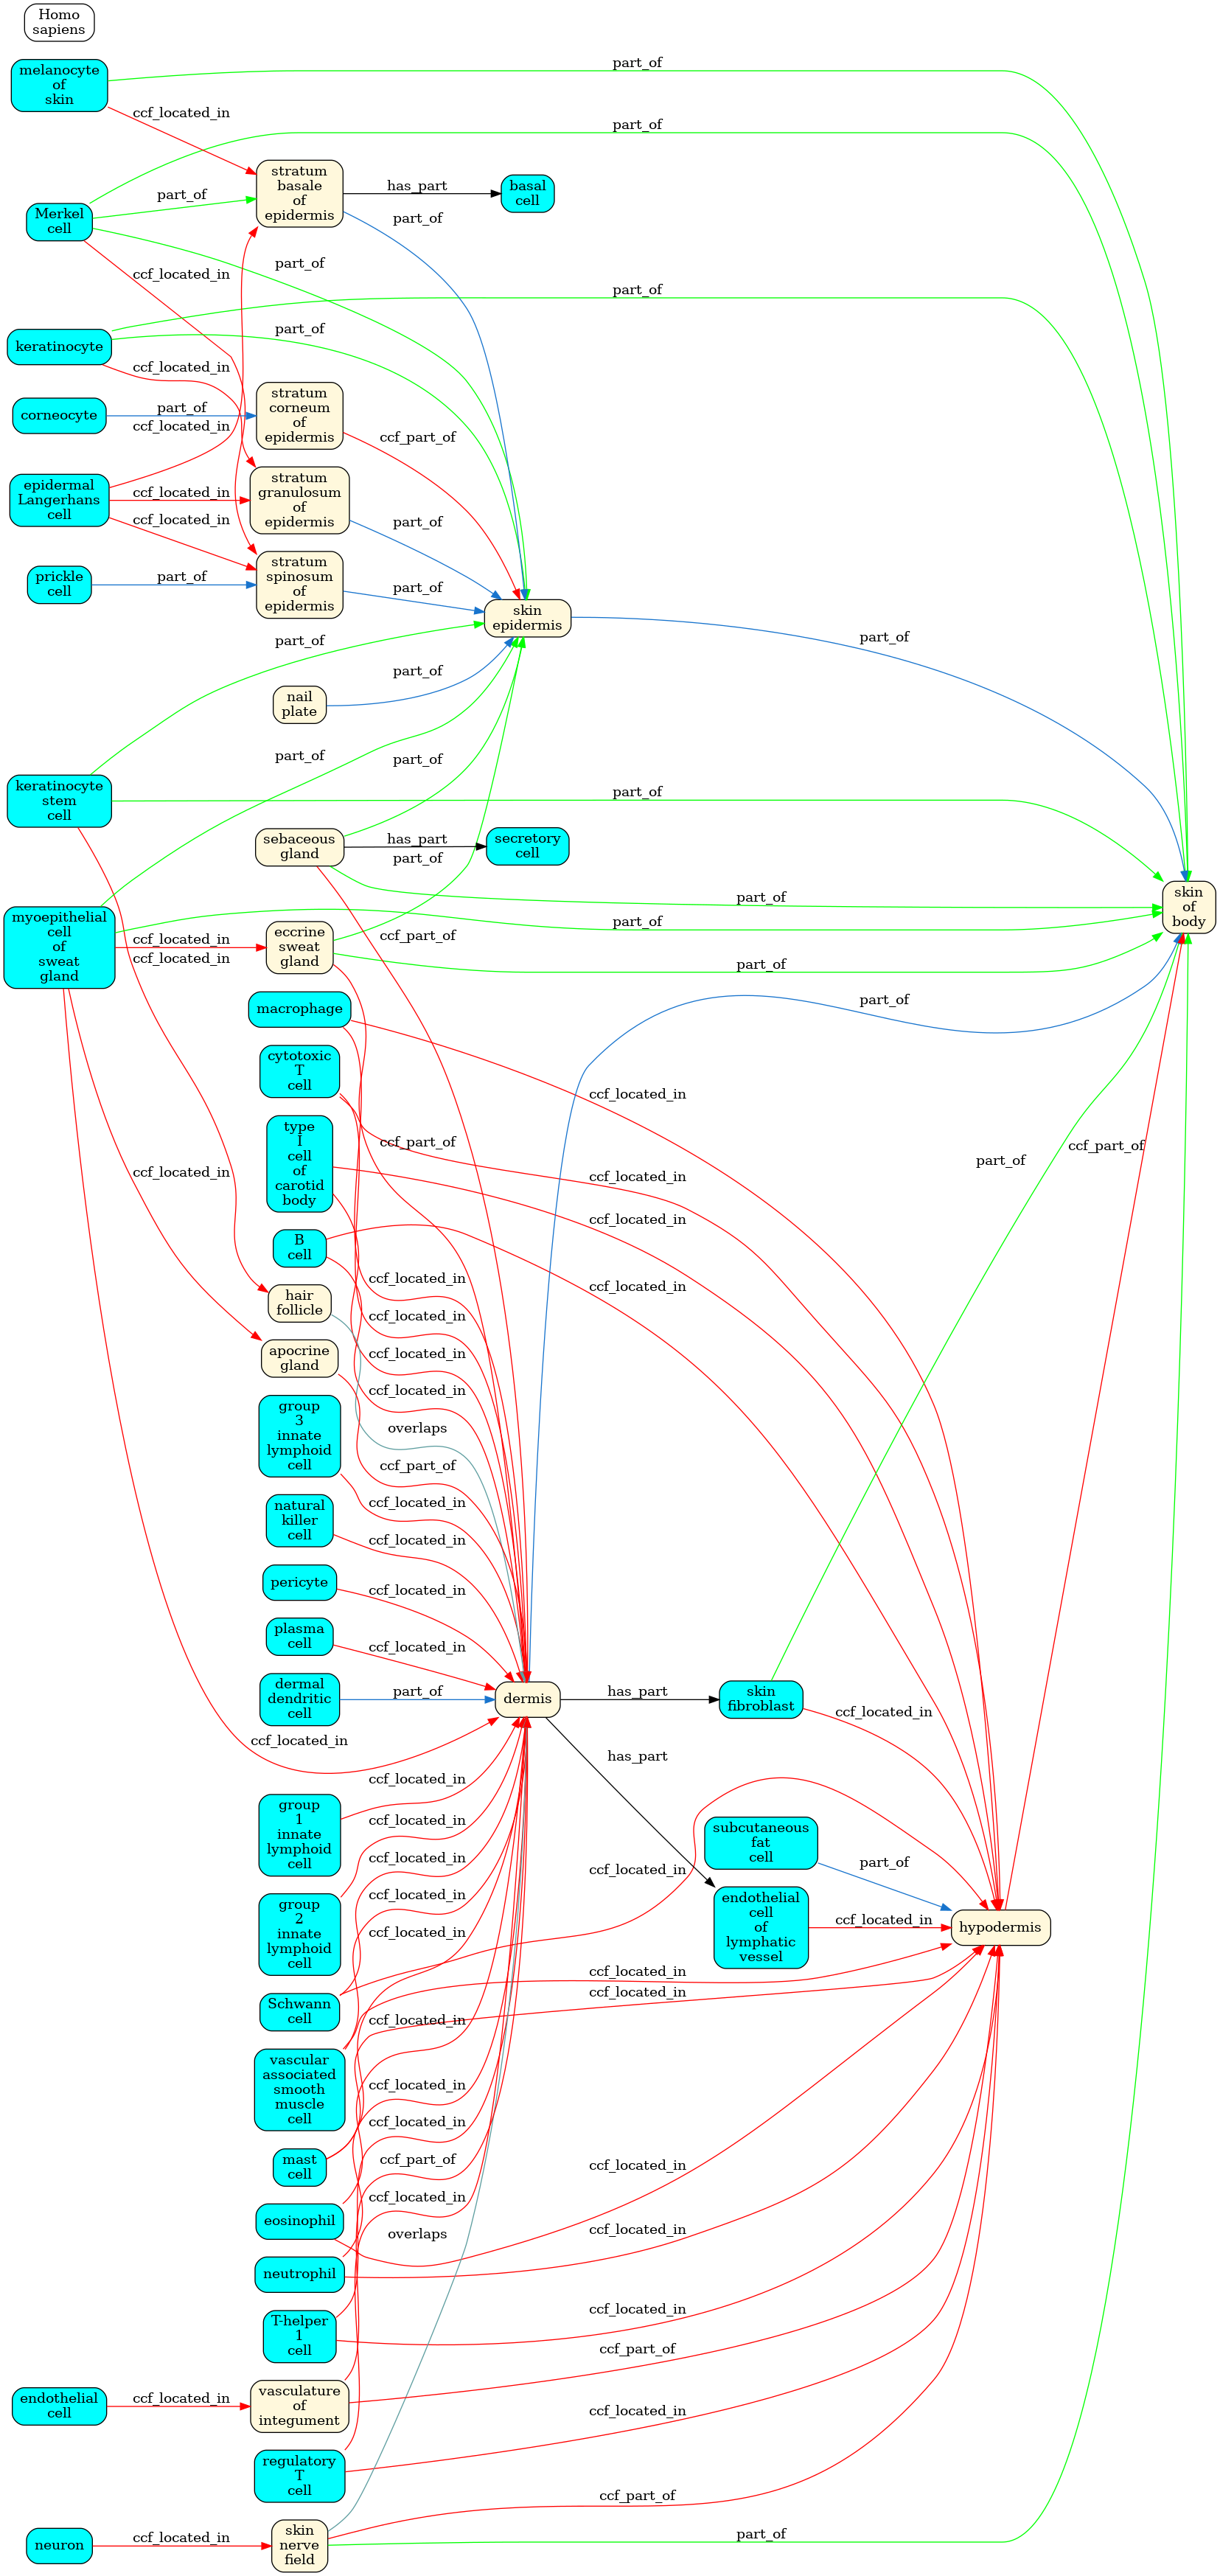 Homo
sapiens
melanocyte
of
skin
part_of
ccf_located_in
part_of
stratum
basale
of
epidermis
has_part
basal
cell
part_of
Merkel
cell
part_of
part_of
ccf_located_in
part_of
keratinocyte
part_of
ccf_located_in
stratum
corneum
of
epidermis
corneocyte
part_of
ccf_located_in
ccf_part_of
epidermal
Langerhans
cell
ccf_located_in
stratum
granulosum
of
epidermis
ccf_located_in
part_of
prickle
cell
part_of
stratum
spinosum
of
epidermis
part_of
skin
epidermis
part_of
part_of
nail
plate
part_of
part_of
part_of
keratinocyte
stem
cell
part_of
sebaceous
gland
has_part
secretory
cell
part_of
part_of
skin
of
body
myoepithelial
cell
of
sweat
gland
ccf_located_in
ccf_located_in
eccrine
sweat
gland
ccf_part_of
part_of
part_of
macrophage
part_of
cytotoxic
T
cell
ccf_located_in
type
I
cell
of
carotid
body
ccf_part_of
ccf_located_in
part_of
ccf_part_of
ccf_located_in
ccf_located_in
B
cell
ccf_located_in
ccf_located_in
hair
follicle
ccf_located_in
apocrine
gland
ccf_located_in
ccf_located_in
group
3
innate
lymphoid
cell
overlaps
ccf_part_of
ccf_located_in
natural
killer
cell
ccf_located_in
pericyte
ccf_located_in
plasma
cell
ccf_located_in
dermal
dendritic
cell
part_of
dermis
has_part
skin
fibroblast
ccf_located_in
ccf_located_in
has_part
group
1
innate
lymphoid
cell
ccf_located_in
ccf_located_in
subcutaneous
fat
cell
part_of
group
2
innate
lymphoid
cell
ccf_located_in
ccf_located_in
ccf_located_in
ccf_located_in
endothelial
cell
of
lymphatic
vessel
ccf_located_in
hypodermis
Schwann
cell
ccf_located_in
ccf_located_in
ccf_located_in
vascular
associated
smooth
muscle
cell
ccf_located_in
mast
cell
ccf_located_in
ccf_part_of
ccf_located_in
eosinophil
ccf_located_in
overlaps
ccf_located_in
neutrophil
T-helper
1
cell
ccf_located_in
ccf_part_of
endothelial
cell
ccf_located_in
vasculature
of
integument
ccf_located_in
regulatory
T
cell
ccf_part_of
neuron
ccf_located_in
skin
nerve
field
part_of